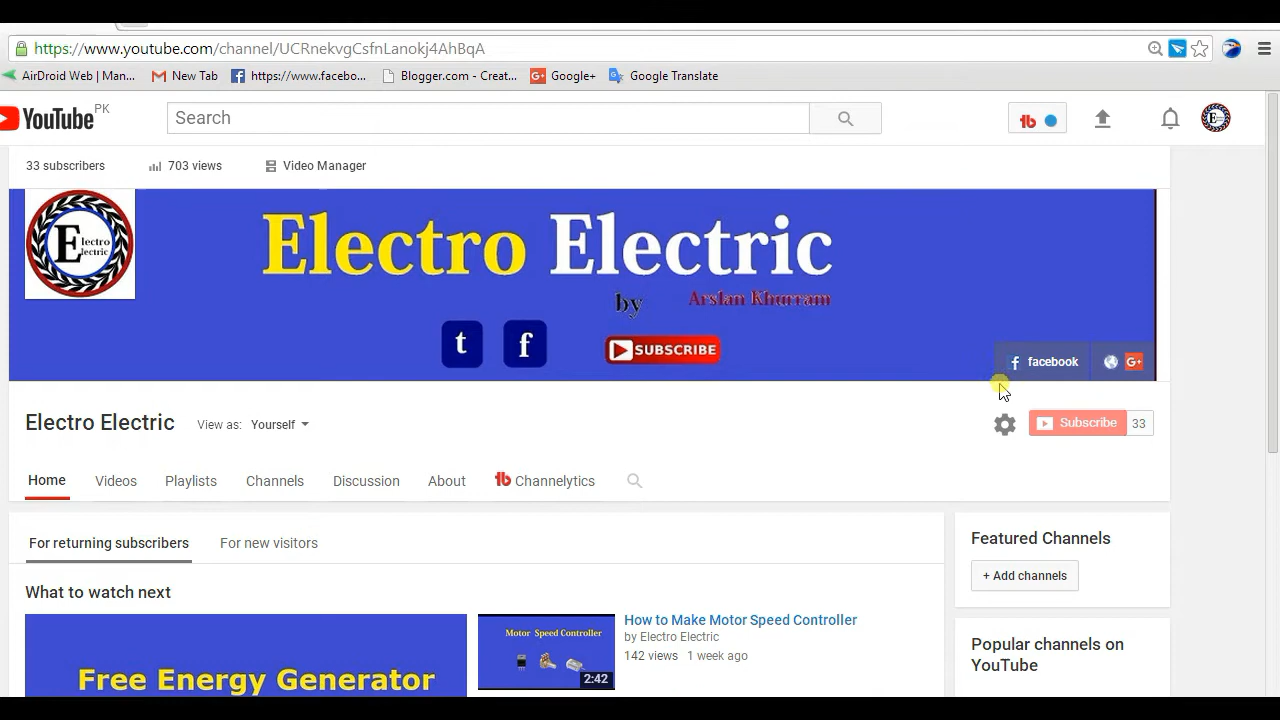 https://www.youtube.com/channel/UCRnekvgCsfnLanokj4AhBqA
AirDroid Web | Man... New Tab https://www.facebo... Blogger.com - Creat... Google+ Google Translate
YouTube PK Search
33 subscribers 703 views Video Manager
Electro Electric
Electro Electric
by Arslan Khurram
t f SUBSCRIBE
facebook G+
Electro Electric View as: Yourself Subscribe 33
Home Videos Playlists Channels Discussion About Channelytics
For returning subscribers For new visitors
Featured Channels
+ Add channels
What to watch next
Free Energy Generator
Motor Speed Controller
2:42
How to Make Motor Speed Controller
by Electro Electric
142 views 1 week ago
Popular channels on
YouTube